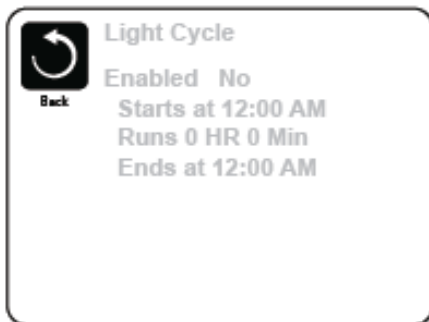 Light Cycle
Back
Enabled No
Starts at 12:00 AM
Runs 0 HR 0 Min
Ends at 12:00 AM